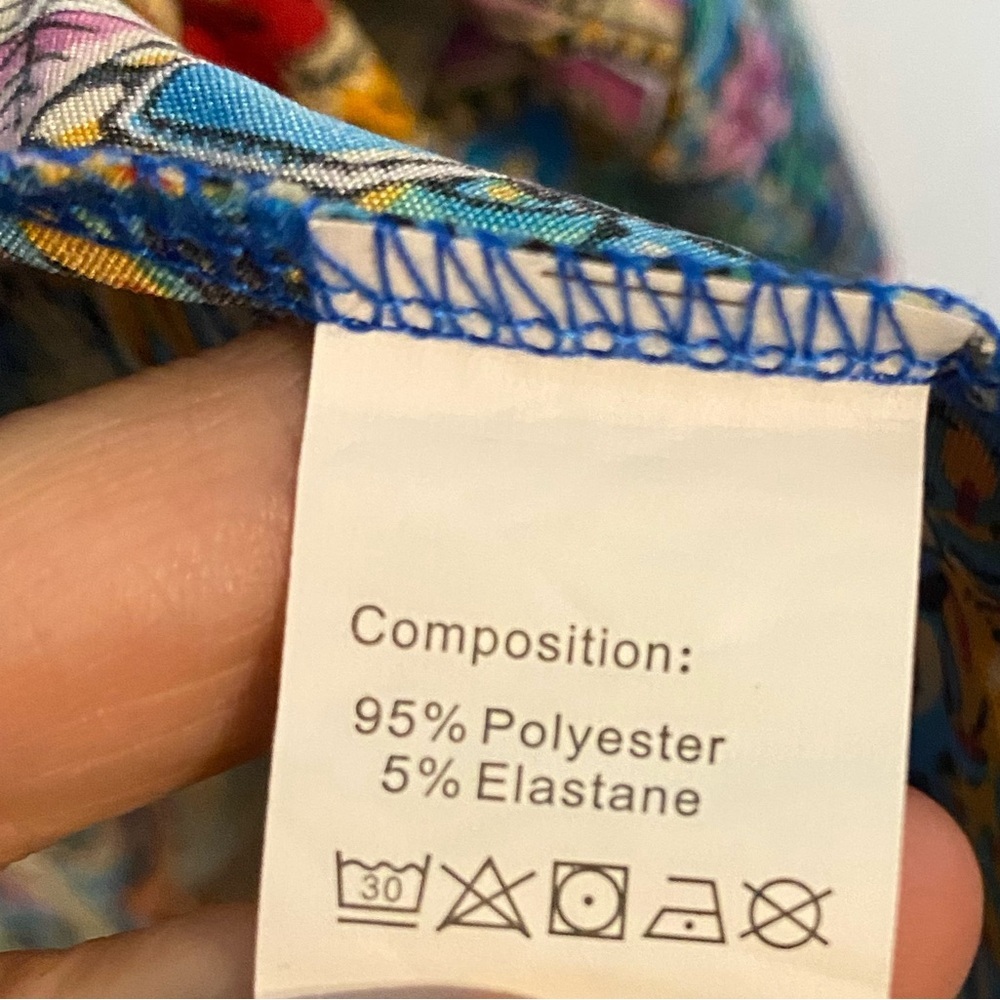 Composition:
95% Polyester
5% Elastane
30